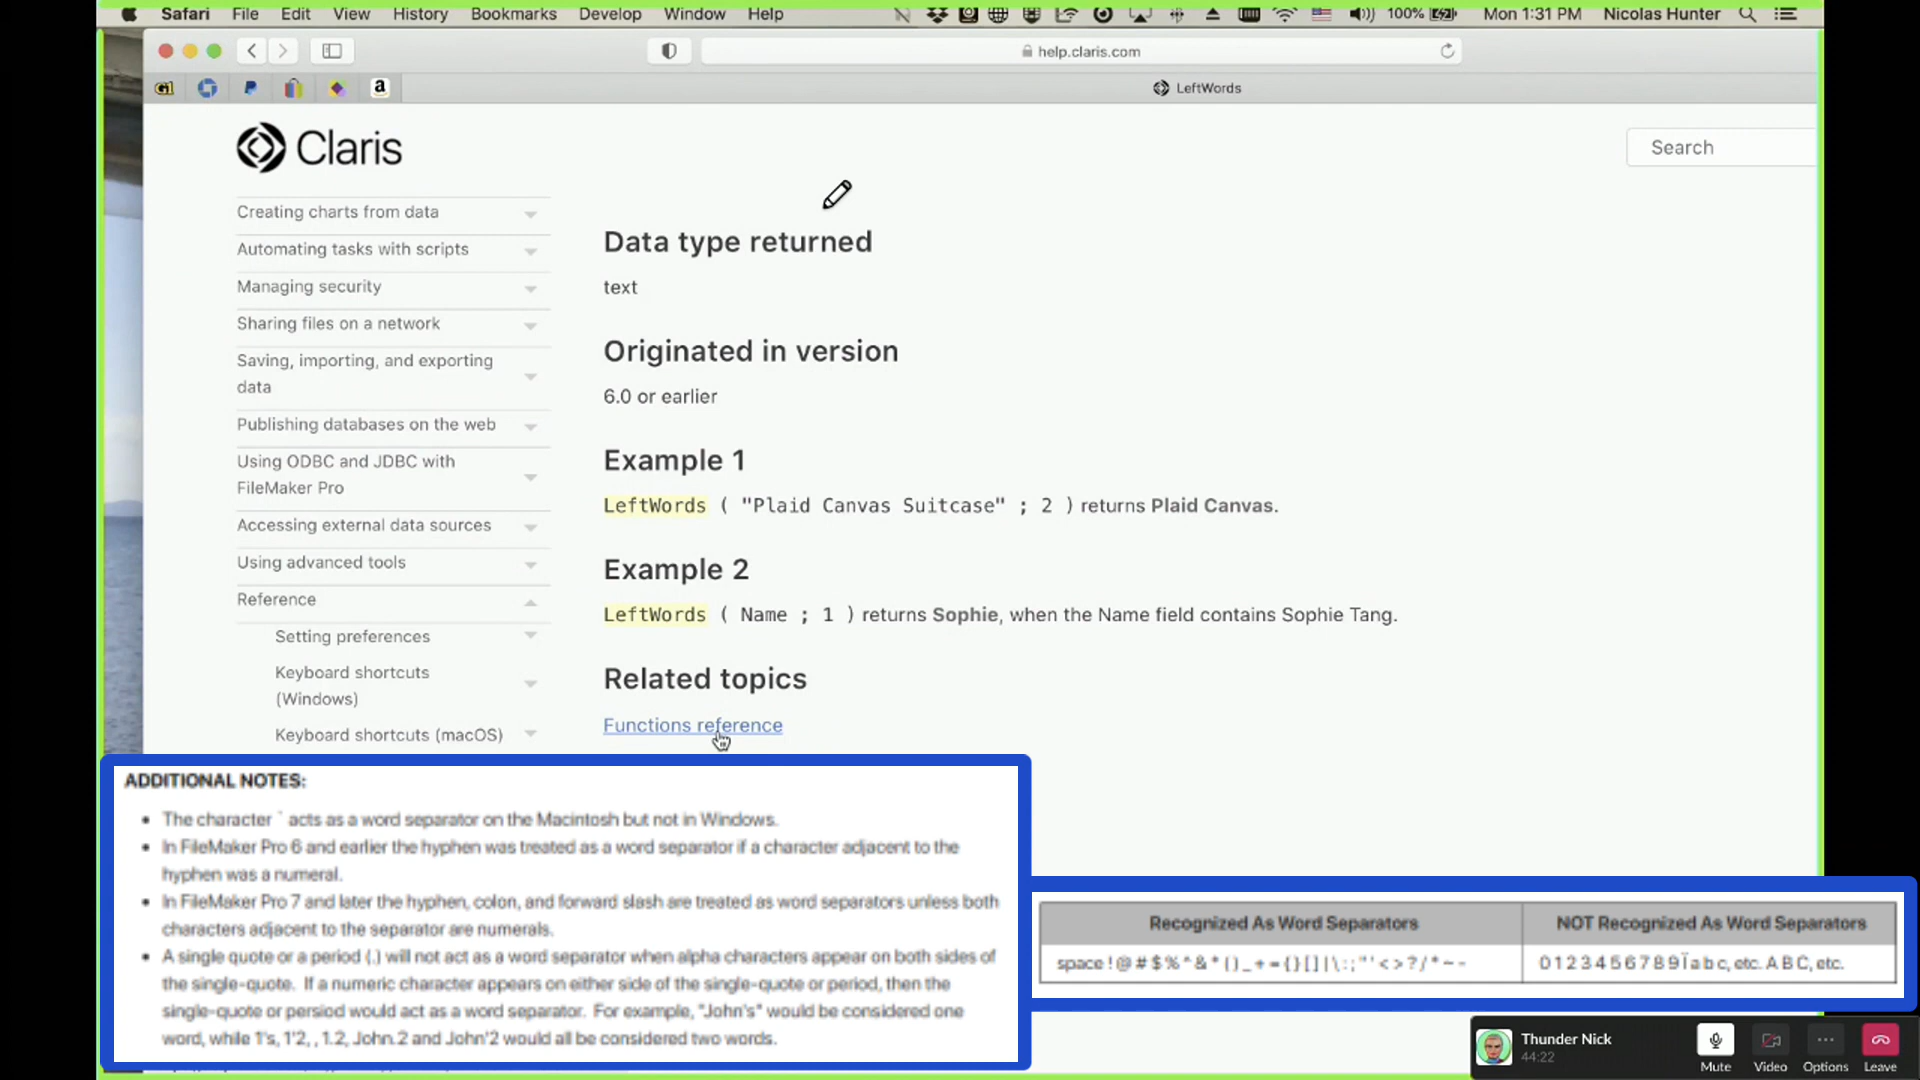 Safari File Edit View History Bookmarks Develop Window Help 100% Mon 1:31 PM Nicolas Hunter
help.claris.com
a LeftWords
Claris
Search
Creating charts from data
Automating tasks with scripts
Managing security
Sharing files on a network
Saving, importing, and exporting
data
Publishing databases on the web
Using ODBC and JDBC with
FileMaker Pro
Accessing external data sources
Using advanced tools
Reference
Setting preferences
Keyboard shortcuts
(Windows)
Keyboard shortcuts (macOS)
Data type returned
text
Originated in version
6.0 or earlier
Example 1
LeftWords ( "Plaid Canvas Suitcase" ; 2 ) returns Plaid Canvas.
Example 2
LeftWords ( Name ; 1 ) returns Sophie, when the Name field contains Sophie Tang.
Related topics
Functions reference
ADDITIONAL NOTES:
• The character ` acts as a word separator on the Macintosh but not in Windows.
• In FileMaker Pro 6 and earlier the hyphen was treated as a word separator if a character adjacent to the
hyphen was a numeral.
• In FileMaker Pro 7 and later the hyphen, colon, and forward slash are treated as word separators unless both
characters adjacent to the separator are numerals.
• A single quote or a period (.) will not act as a word separator when alpha characters appear on both sides of
the single-quote. If a numeric character appears on either side of the single-quote or period, then the
single-quote or persiod would act as a word separator. For example, "John's" would be considered one
word, while 1's, 1'2, , 1.2, John.2 and John'2 would all be considered two words.
Recognized As Word Separators NOT Recognized As Word Separators
space ! @ # $ % ^ & * ( ) _ + = { } [ ] | \ : ; " ' < > ? /
0 1 2 3 4 5 6 7 8 9 a b c, etc. A B C, etc.
Thunder Nick
44:22
Mute Video Options Leave